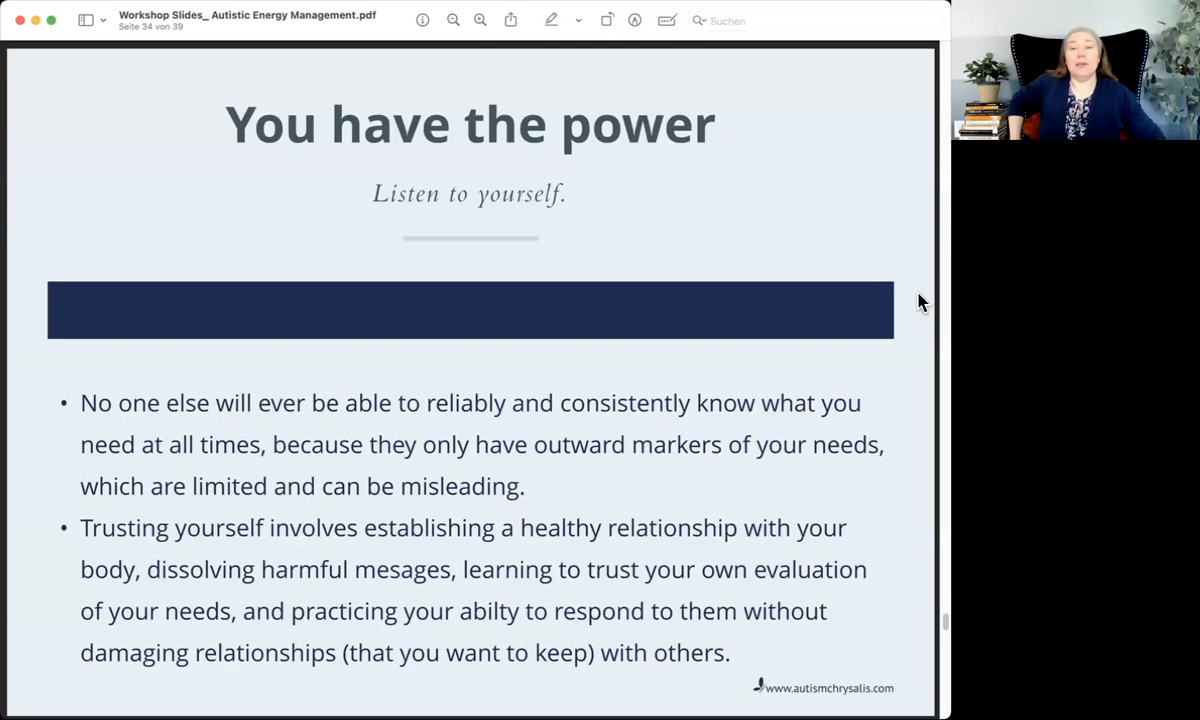 Workshop Slides_ Autistic Energy Management.pdf
Seite 34 von 39
Suchen
You have the power
Listen to yourself.
• No one else will ever be able to reliably and consistently know what you
need at all times, because they only have outward markers of your needs,
which are limited and can be misleading.
• Trusting yourself involves establishing a healthy relationship with your
body, dissolving harmful mesages, learning to trust your own evaluation
of your needs, and practicing your abilty to respond to them without
damaging relationships (that you want to keep) with others.
www.autismchrysalis.com